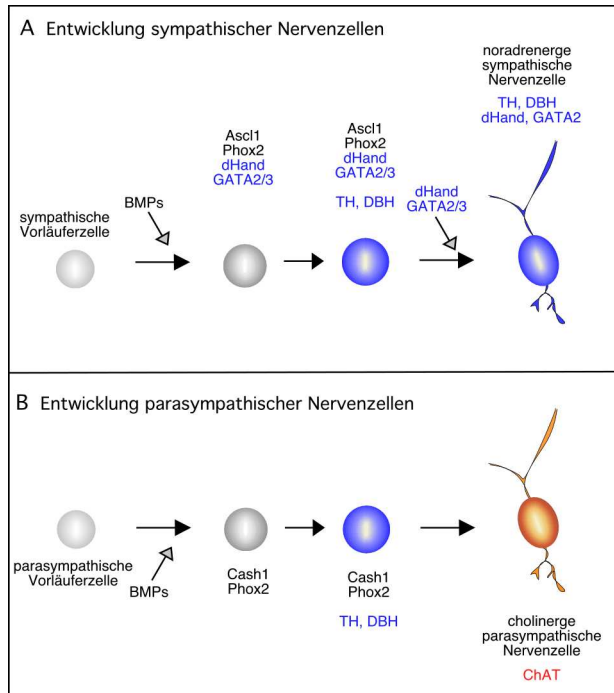 A Entwicklung sympathischer Nervenzellen
noradrenerge
sympathische
Nervenzelle
TH, DBH
dHand, GATA2
Ascl1
Phox2
dHand
GATA2/3
Ascl1
Phox2
dHand
GATA2/3
TH, DBH
dHand
GATA2/3
BMPs
sympathische
Vorläuferzelle
B Entwicklung parasympathischer Nervenzellen
parasympathische
Vorläuferzelle
BMPs
Cash1
Phox2
Cash1
Phox2
TH, DBH
cholinerge
parasympathische
Nervenzelle
ChAT